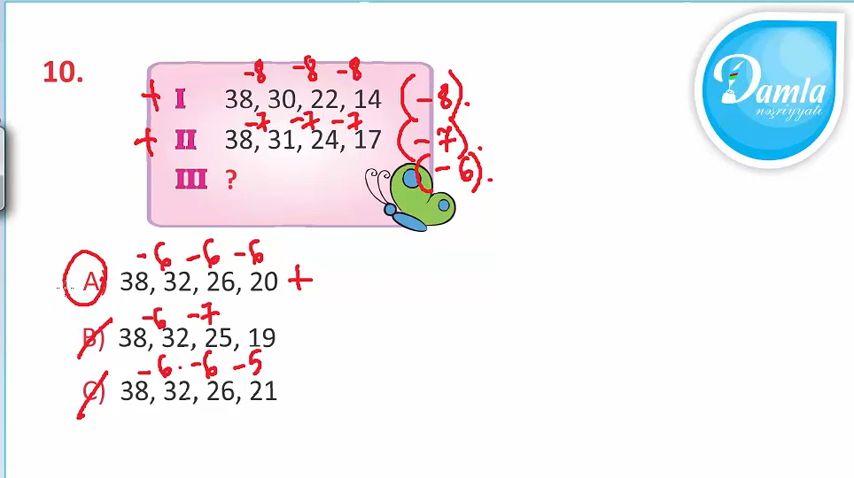 10.
-8 -8 -8
+ I 38, 30, 22, 14 (-8).
-7 -7 -7
+ II 38, 31, 24, 17 (-7).
III ? (-6).
Damla
nəşriyyatı
-6 -6 -6
A) 38, 32, 26, 20 +
-6 -7
B) 38, 32, 25, 19
-6 · -6 -5
C) 38, 32, 26, 21